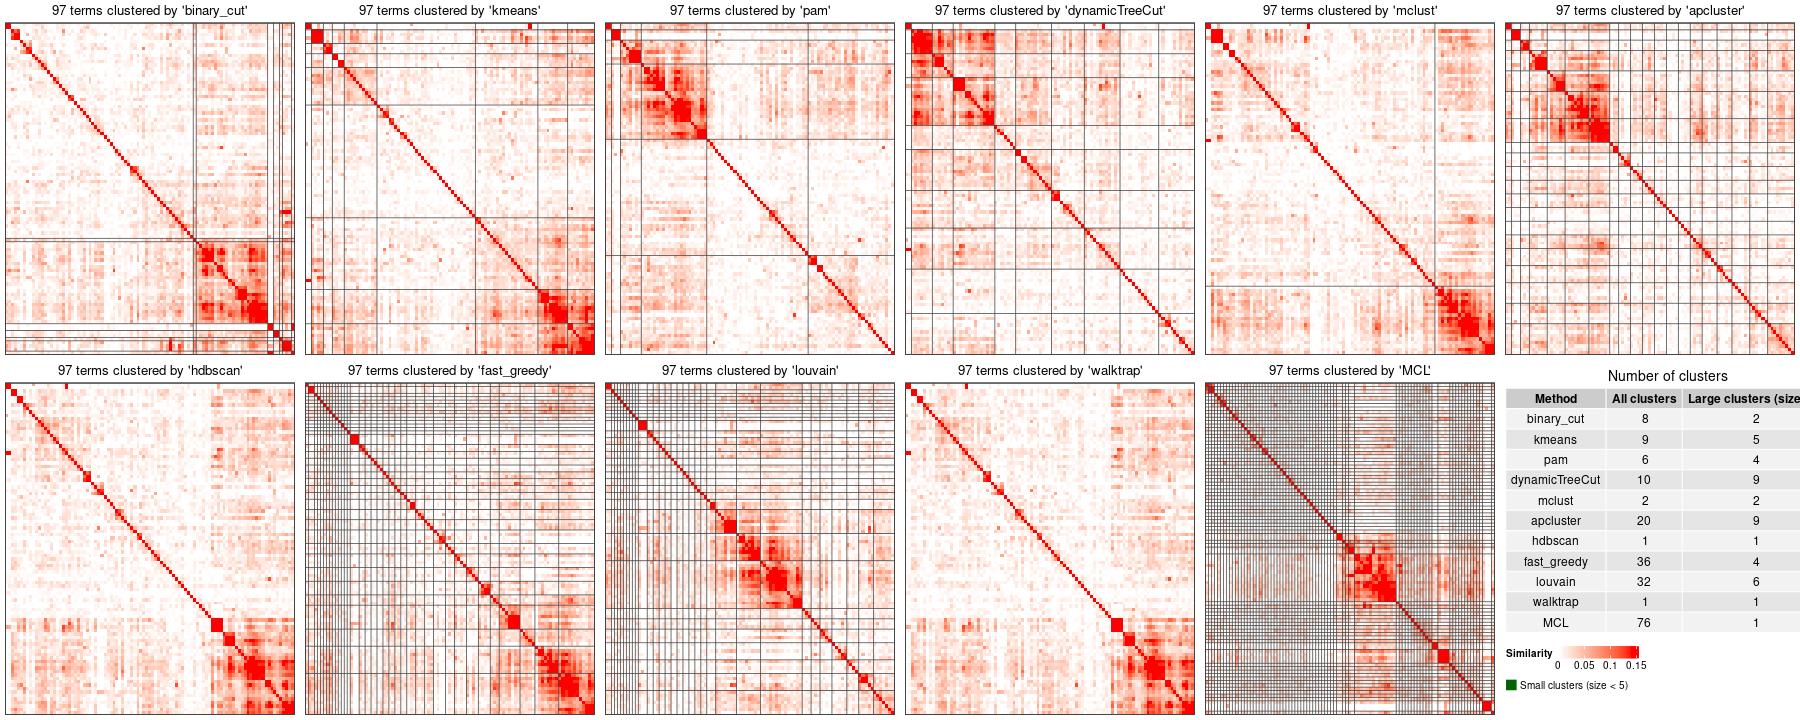 97 terms clustered by 'binary_cut'
97 terms clustered by 'kmeans'
97 terms clustered by 'pam'
97 terms clustered by 'dynamicTreeCut'
97 terms clustered by 'mclust'
97 terms clustered by 'apcluster'
97 terms clustered by 'hdbscan'
97 terms clustered by 'fast_greedy'
97 terms clustered by 'louvain'
97 terms clustered by 'walktrap'
97 terms clustered by 'MCL'
Number of clusters
Method All clusters Large clusters (size
binary_cut 8 2
kmeans 9 5
pam 6 4
dynamicTreeCut 10 9
mclust 2 2
apcluster 20 9
hdbscan 1 1
fast_greedy 36 4
louvain 32 6
walktrap 1 1
MCL 76 1
Similarity
0 0.05 0.1 0.15
Small clusters (size < 5)